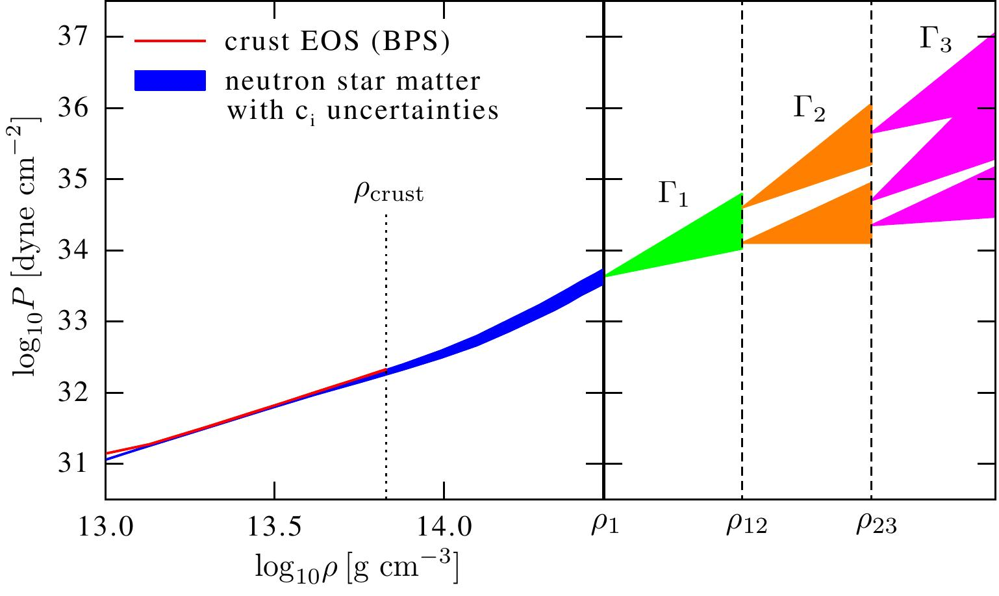 37
36
35
34
33
32
31
log₁₀P [dyne cm⁻²]
crust EOS (BPS)
neutron star matter
with cᵢ uncertainties
ρcrust
Γ₁
Γ₂
Γ₃
13.0 13.5 14.0 ρ₁ ρ₁₂ ρ₂₃
log₁₀ρ [g cm⁻³]